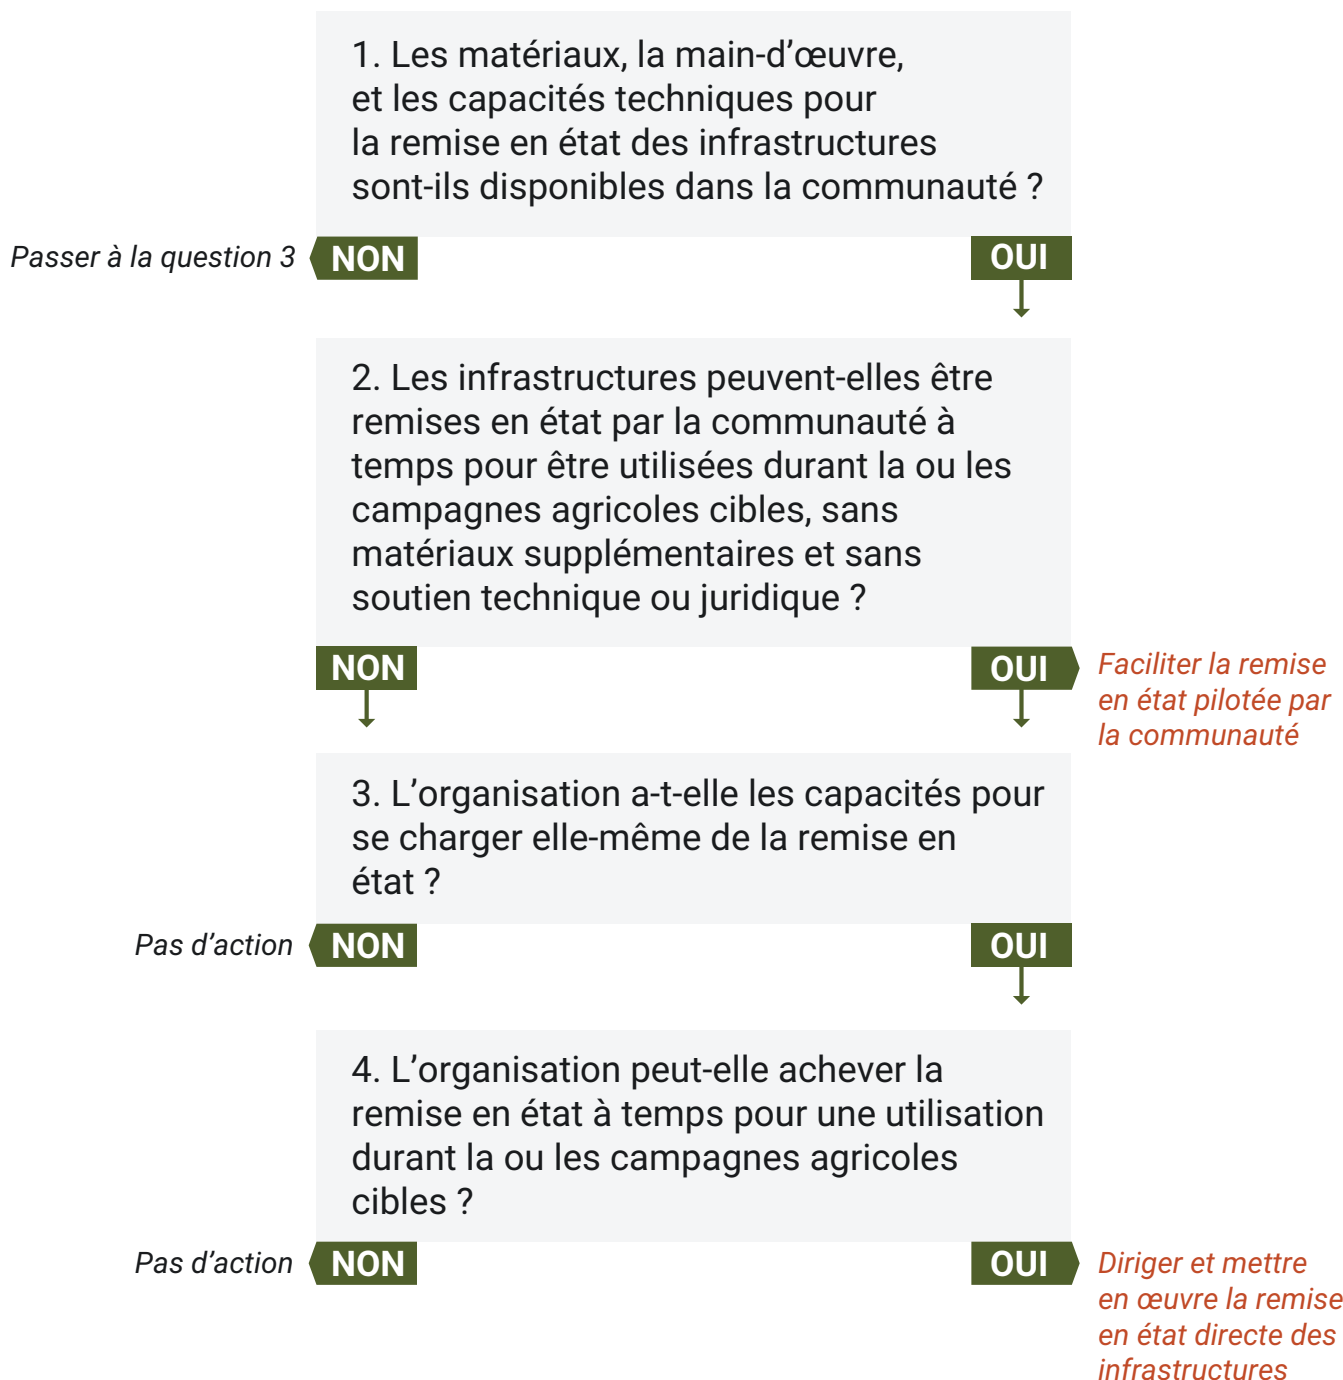 1. Les matériaux, la main-d’œuvre,
et les capacités techniques pour
la remise en état des infrastructures
sont-ils disponibles dans la communauté ?
Passer à la question 3
NON
OUI
2. Les infrastructures peuvent-elles être
remises en état par la communauté à
temps pour être utilisées durant la ou les
campagnes agricoles cibles, sans
matériaux supplémentaires et sans
soutien technique ou juridique ?
NON
OUI
Faciliter la remise
en état pilotée par
la communauté
3. L’organisation a-t-elle les capacités pour
se charger elle-même de la remise en
état ?
Pas d’action
NON
OUI
4. L’organisation peut-elle achever la
remise en état à temps pour une utilisation
durant la ou les campagnes agricoles
cibles ?
Pas d’action
NON
OUI
Diriger et mettre
en œuvre la remise
en état directe des
infrastructures